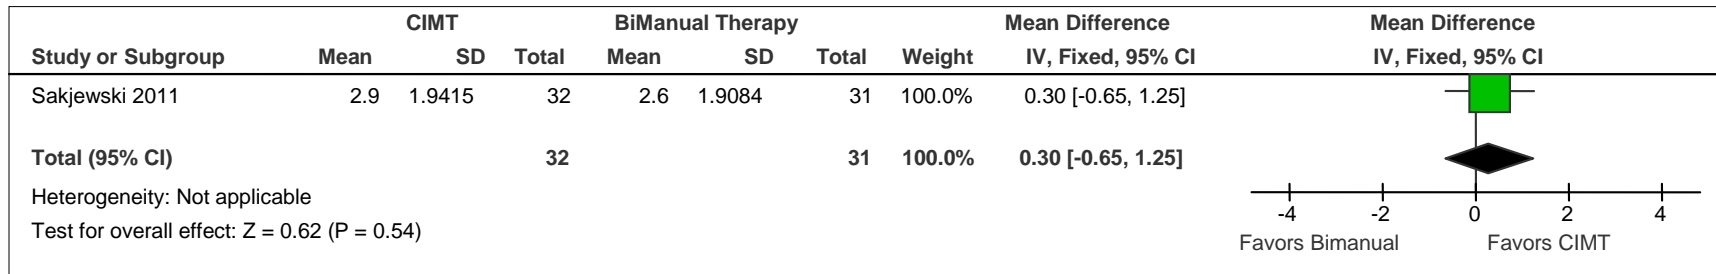 CIMT BiManual Therapy Mean Difference Mean Difference
Study or Subgroup Mean SD Total Mean SD Total Weight IV, Fixed, 95% CI IV, Fixed, 95% CI
Sakjewski 2011 2.9 1.9415 32 2.6 1.9084 31 100.0% 0.30 [-0.65, 1.25]
Total (95% CI) 32 31 100.0% 0.30 [-0.65, 1.25]
Heterogeneity: Not applicable
Test for overall effect: Z = 0.62 (P = 0.54)
-4 -2 0 2 4
Favors Bimanual Favors CIMT